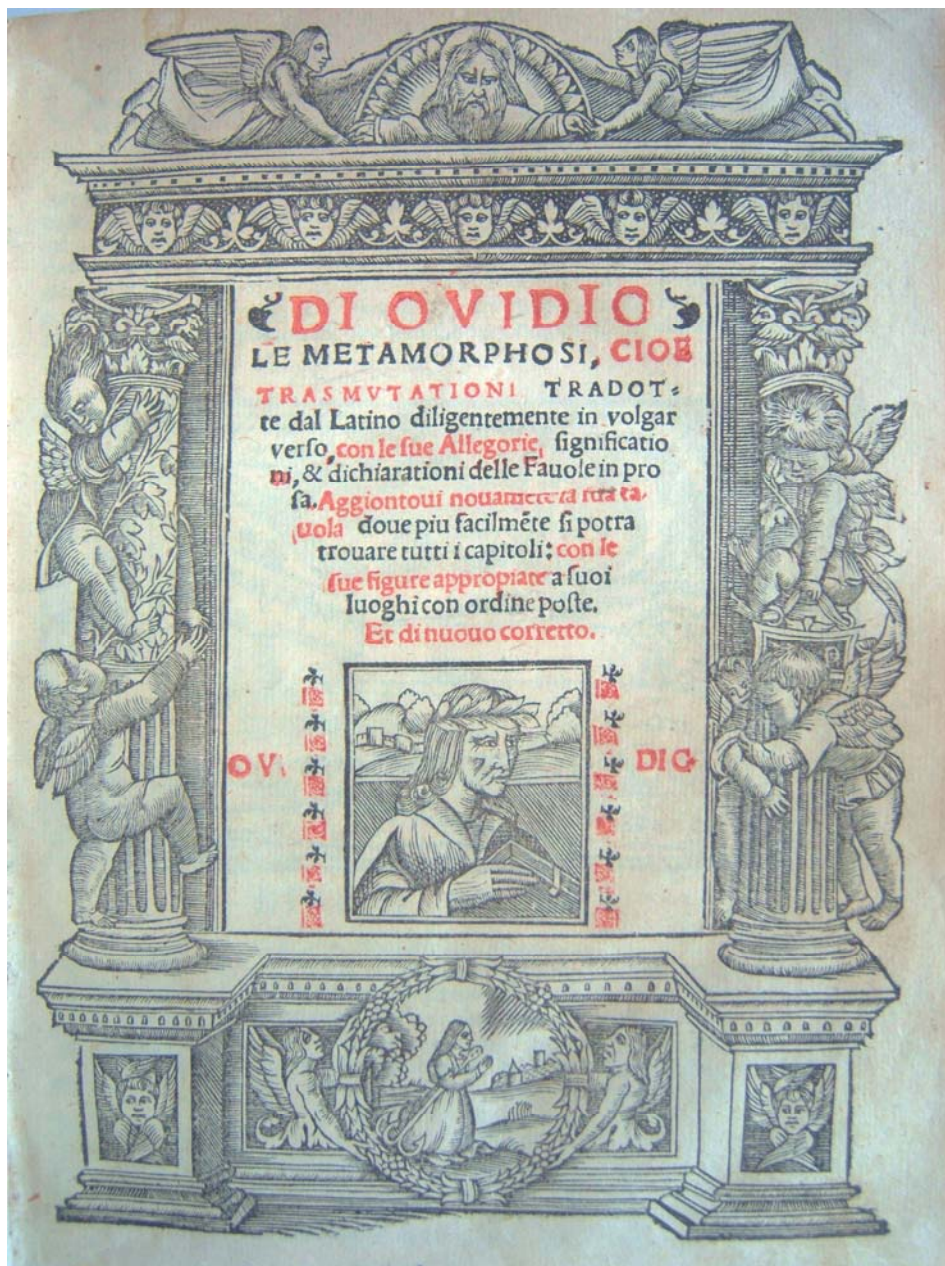 DI OVIDIO
LE METAMORPHOSI, CIOE
TRASMVTATIONI TRADOT-
te dal Latino diligentemente in volgar
verso, con le sue Allegorie, significatio
ni, & dichiarationi delle Fauole in pro
sa. Aggiontoui nouamete la sua ta-
uola doue piu facilmēte si potra
trouare tutti i capitoli: con le
sue figure appropiate a suoi
luoghi con ordine poste.
Et di nuouo corretto.
OV. DIO